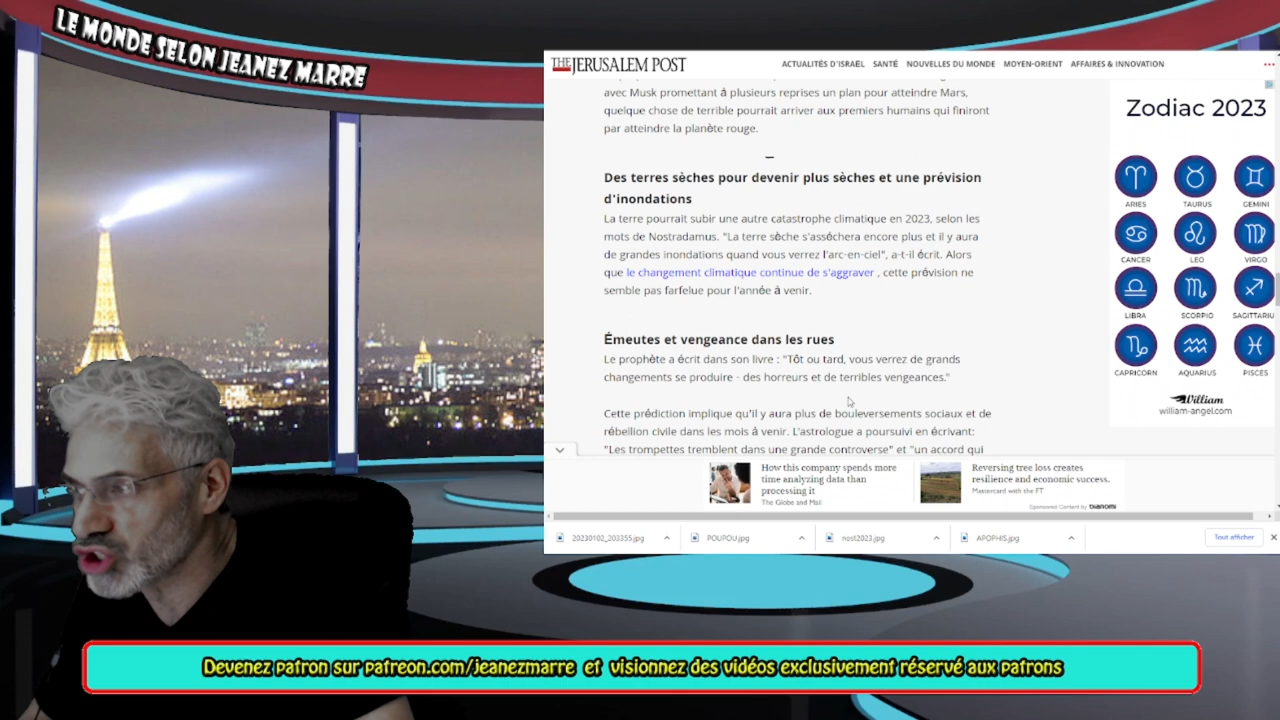 LE MONDE SELON JEANEZ MARRE
THE JERUSALEM POST
ACTUALITÉS D'ISRAEL SANTÉ NOUVELLES DU MONDE MOYEN-ORIENT AFFAIRES & INNOVATION
avec Musk promettant à plusieurs reprises un plan pour atteindre Mars,
quelque chose de terrible pourrait arriver aux premiers humains qui finiront
par atteindre la planète rouge.
Des terres sèches pour devenir plus sèches et une prévision
d'inondations
La terre pourrait subir une autre catastrophe climatique en 2023, selon les
mots de Nostradamus. "La terre sèche s'asséchera encore plus et il y aura
de grandes inondations quand vous verrez l'arc-en-ciel", a-t-il écrit. Alors
que le changement climatique continue de s'aggraver , cette prévision ne
semble pas farfelue pour l'année à venir.
Émeutes et vengeance dans les rues
Le prophète a écrit dans son livre : "Tôt ou tard, vous verrez de grands
changements se produire - des horreurs et de terribles vengeances."
Cette prédiction implique qu'il y aura plus de bouleversements sociaux et de
rébellion civile dans les mois à venir. L'astrologue a poursuivi en écrivant:
"Les trompettes tremblent dans une grande controverse" et "un accord qui
Zodiac 2023
ARIES TAURUS GEMINI
CANCER LEO VIRGO
LIBRA SCORPIO SAGITTARIU
CAPRICORN AQUARIUS PISCES
William
william-angel.com
How this company spends more
time analyzing data than
processing it
The Globe and Mail
Reversing tree loss creates
resilience and economic success.
Mastercard with the FT
Sponsored Content by DIANOMI
20230102_203355.jpg POUPOU.jpg nost2023.jpg APOPHIS.jpg Tout afficher
Devenez patron sur patreon.com/jeanezmarre et visionnez des vidéos exclusivement réservé aux patrons